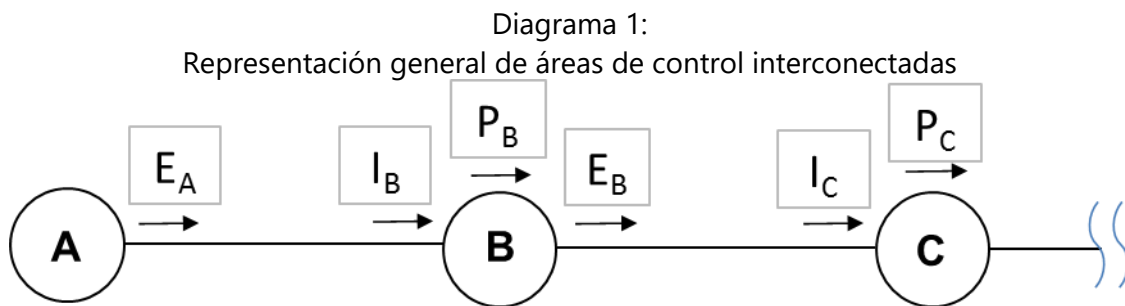 Diagrama 1:
Representación general de áreas de control interconectadas
E_A
I_B
P_B
E_B
I_C
P_C
A
B
C